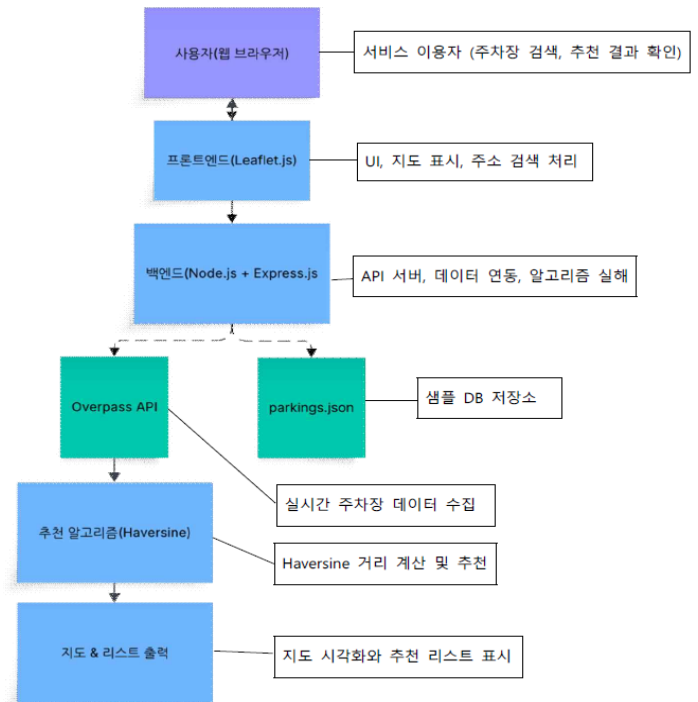 사용자(웹 브라우저)
서비스 이용자 (주차장 검색, 추천 결과 확인)
프론트엔드(Leaflet.js)
UI, 지도 표시, 주소 검색 처리
백엔드(Node.js + Express.js
API 서버, 데이터 연동, 알고리즘 실해
Overpass API
parkings.json
샘플 DB 저장소
실시간 주차장 데이터 수집
추천 알고리즘(Haversine)
Haversine 거리 계산 및 추천
지도 & 리스트 출력
지도 시각화와 추천 리스트 표시